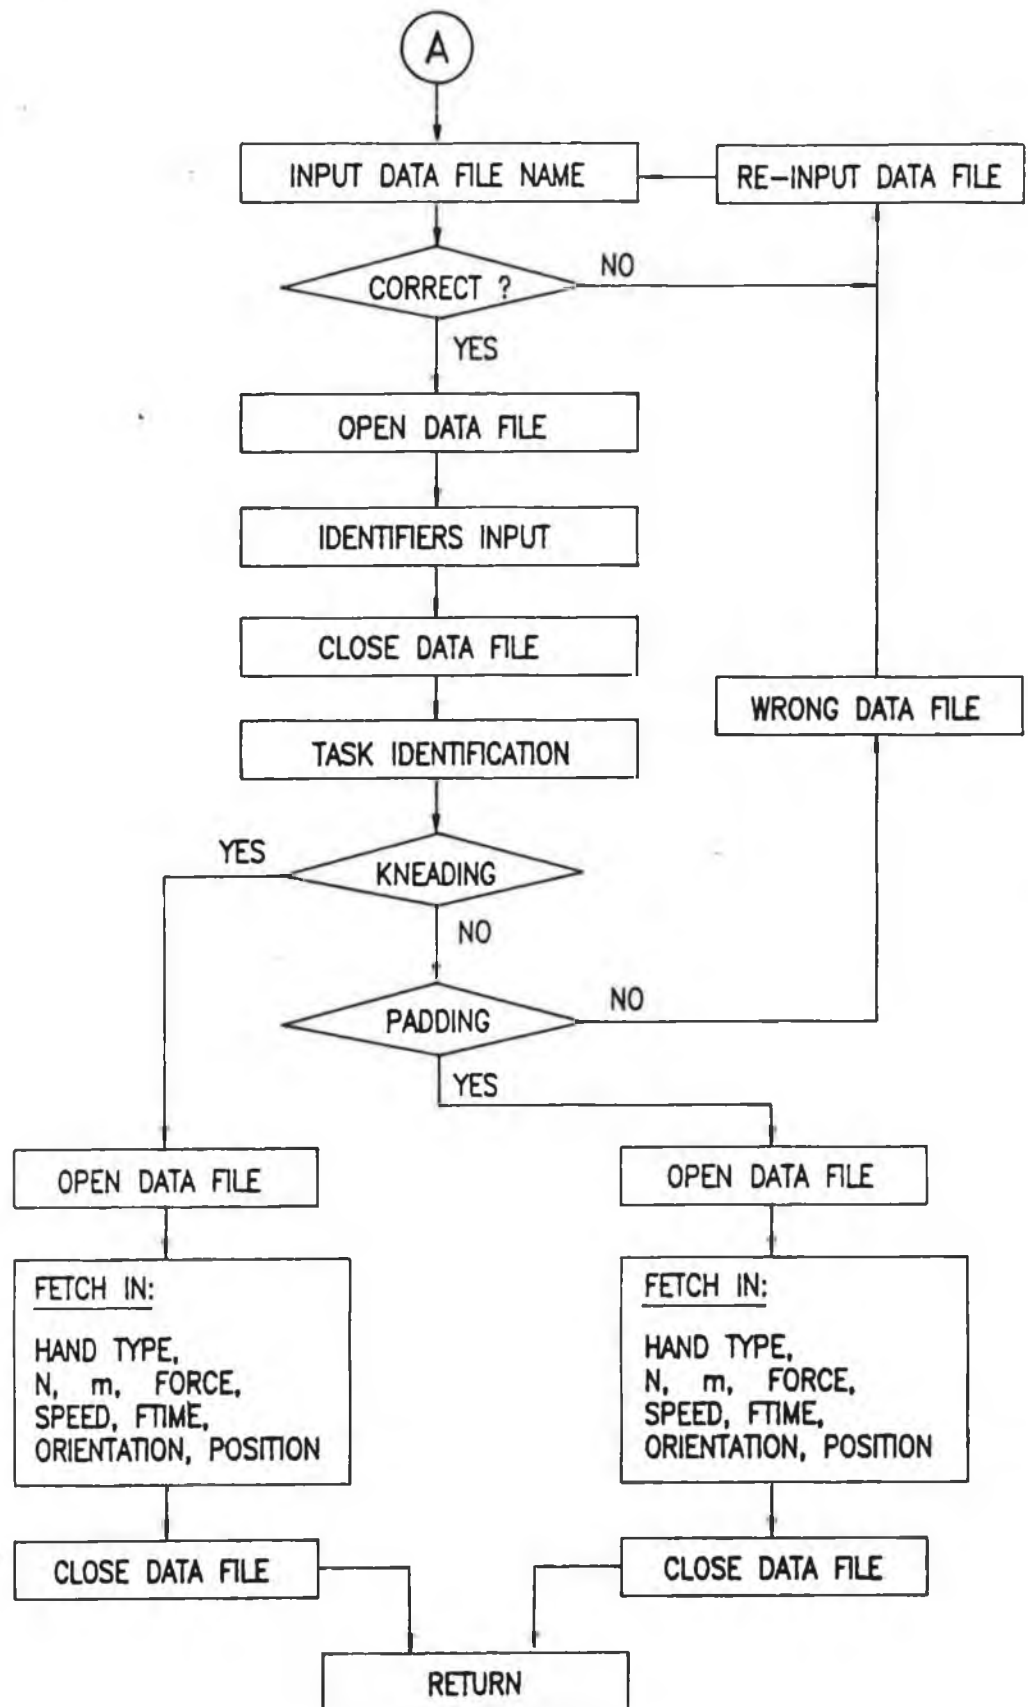 A
INPUT DATA FILE NAME
RE-INPUT DATA FILE
CORRECT ?
NO
YES
OPEN DATA FILE
IDENTIFIERS INPUT
CLOSE DATA FILE
WRONG DATA FILE
TASK IDENTIFICATION
YES
KNEADING
NO
PADDING
NO
YES
OPEN DATA FILE
FETCH IN:
HAND TYPE,
N, m, FORCE,
SPEED, FTIME,
ORIENTATION, POSITION
CLOSE DATA FILE
OPEN DATA FILE
FETCH IN:
HAND TYPE,
N, m, FORCE,
SPEED, FTIME,
ORIENTATION, POSITION
CLOSE DATA FILE
RETURN